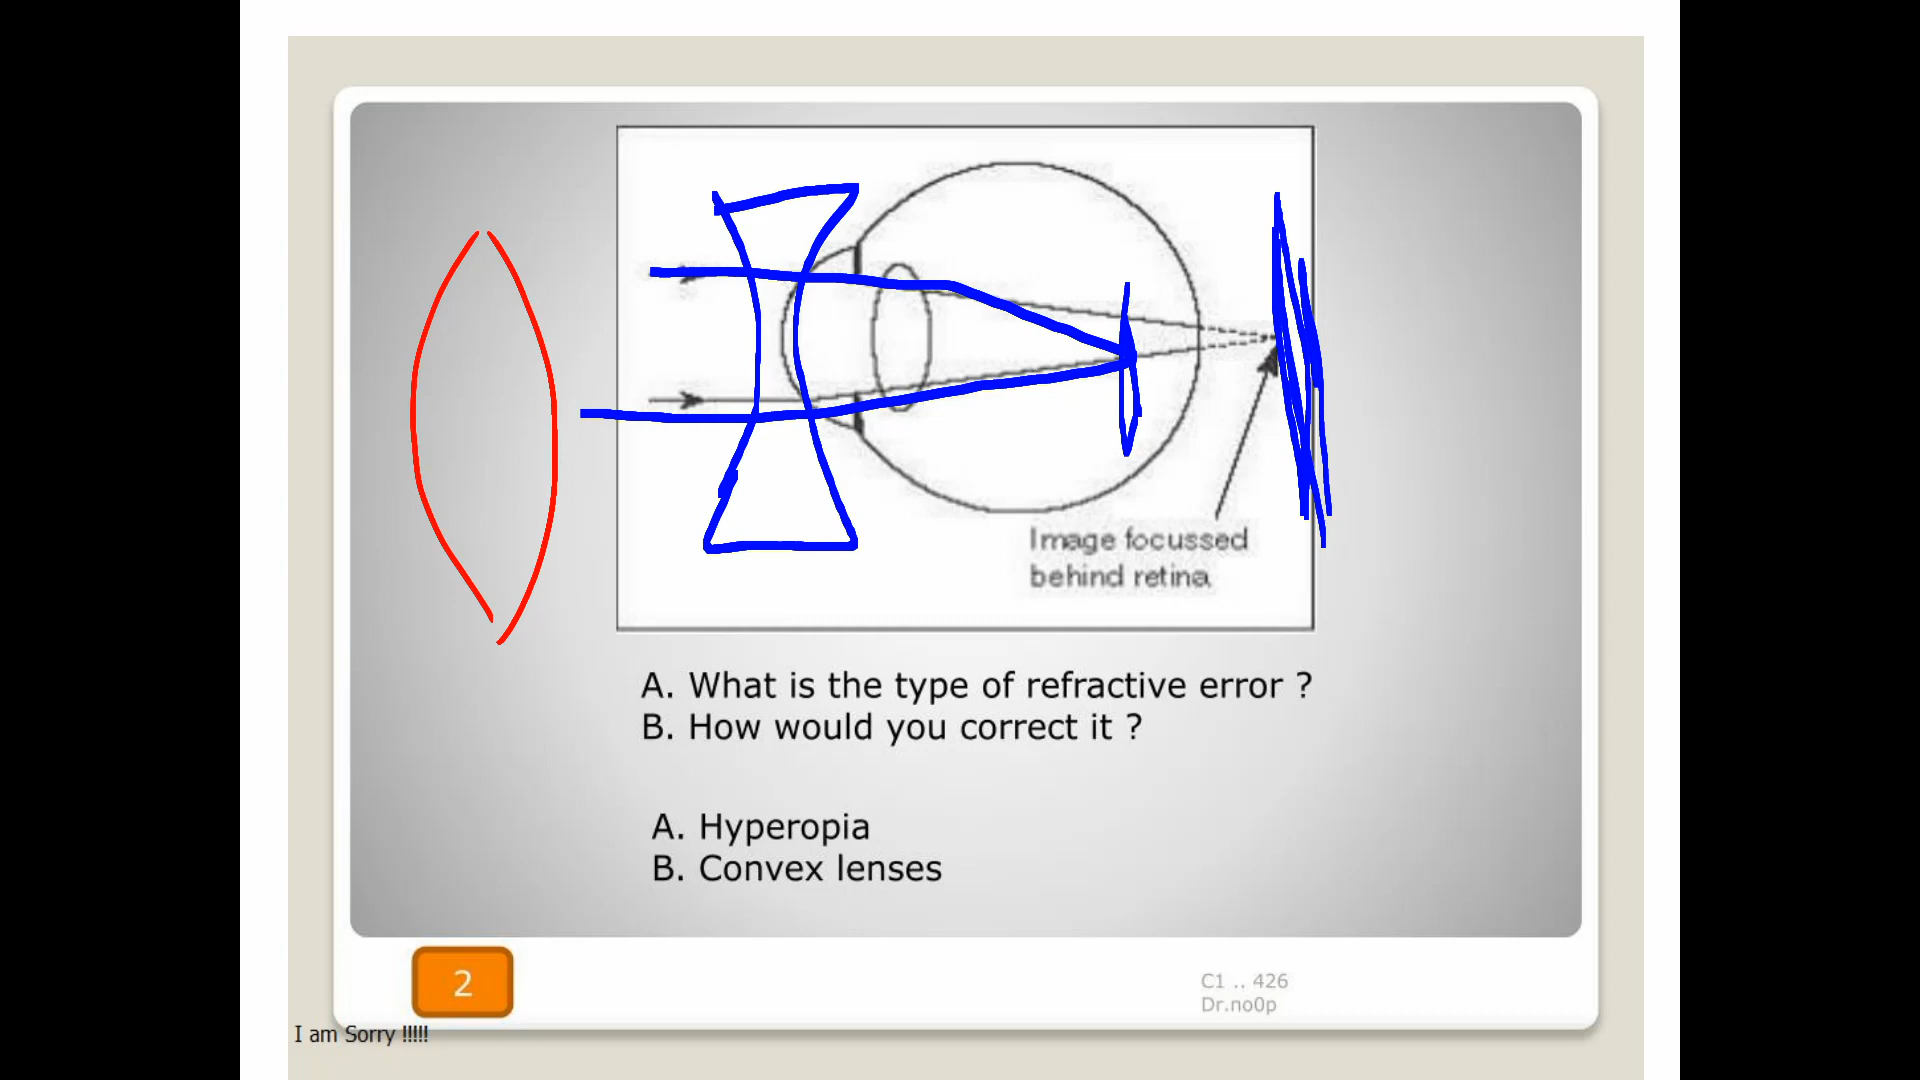 Image focussed
behind retina
A. What is the type of refractive error ?
B. How would you correct it ?
A. Hyperopia
B. Convex lenses
2
C1 .. 426
Dr.no0p
I am Sorry !!!!!